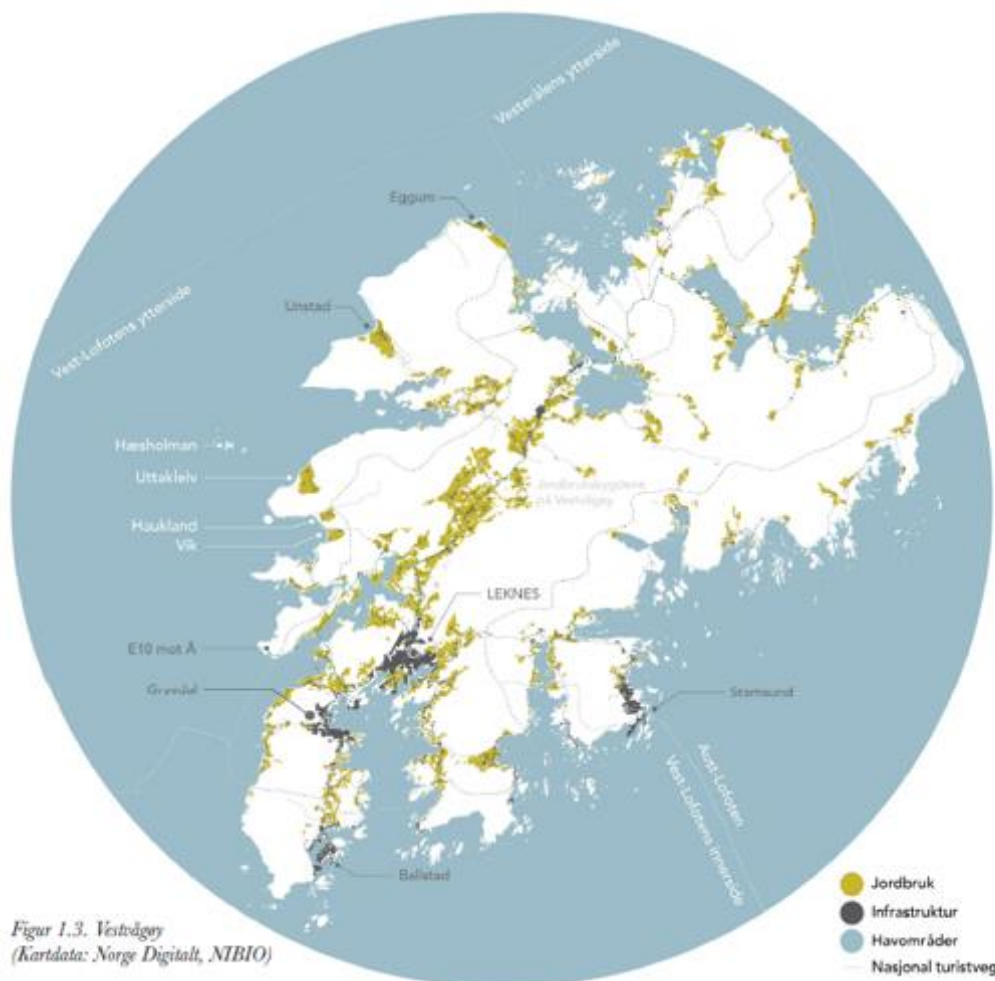 Vesterålens ytterside
Eggum
Unstad
Vest-Lofotens ytterside
Hæsholman
Uttakleiv
Jordbruksbygdene
på Vestvågøy
Haukland
Vik
LEKNES
E10 mot Å
Gravdal
Stamsund
Aust-Lofoten
Vest-Lofotens innerside
Ballstad
Jordbruk
Infrastruktur
Havområder
Nasjonal turistveg
Figur 1.3. Vestvågøy
(Kartdata: Norge Digitalt, NIBIO)